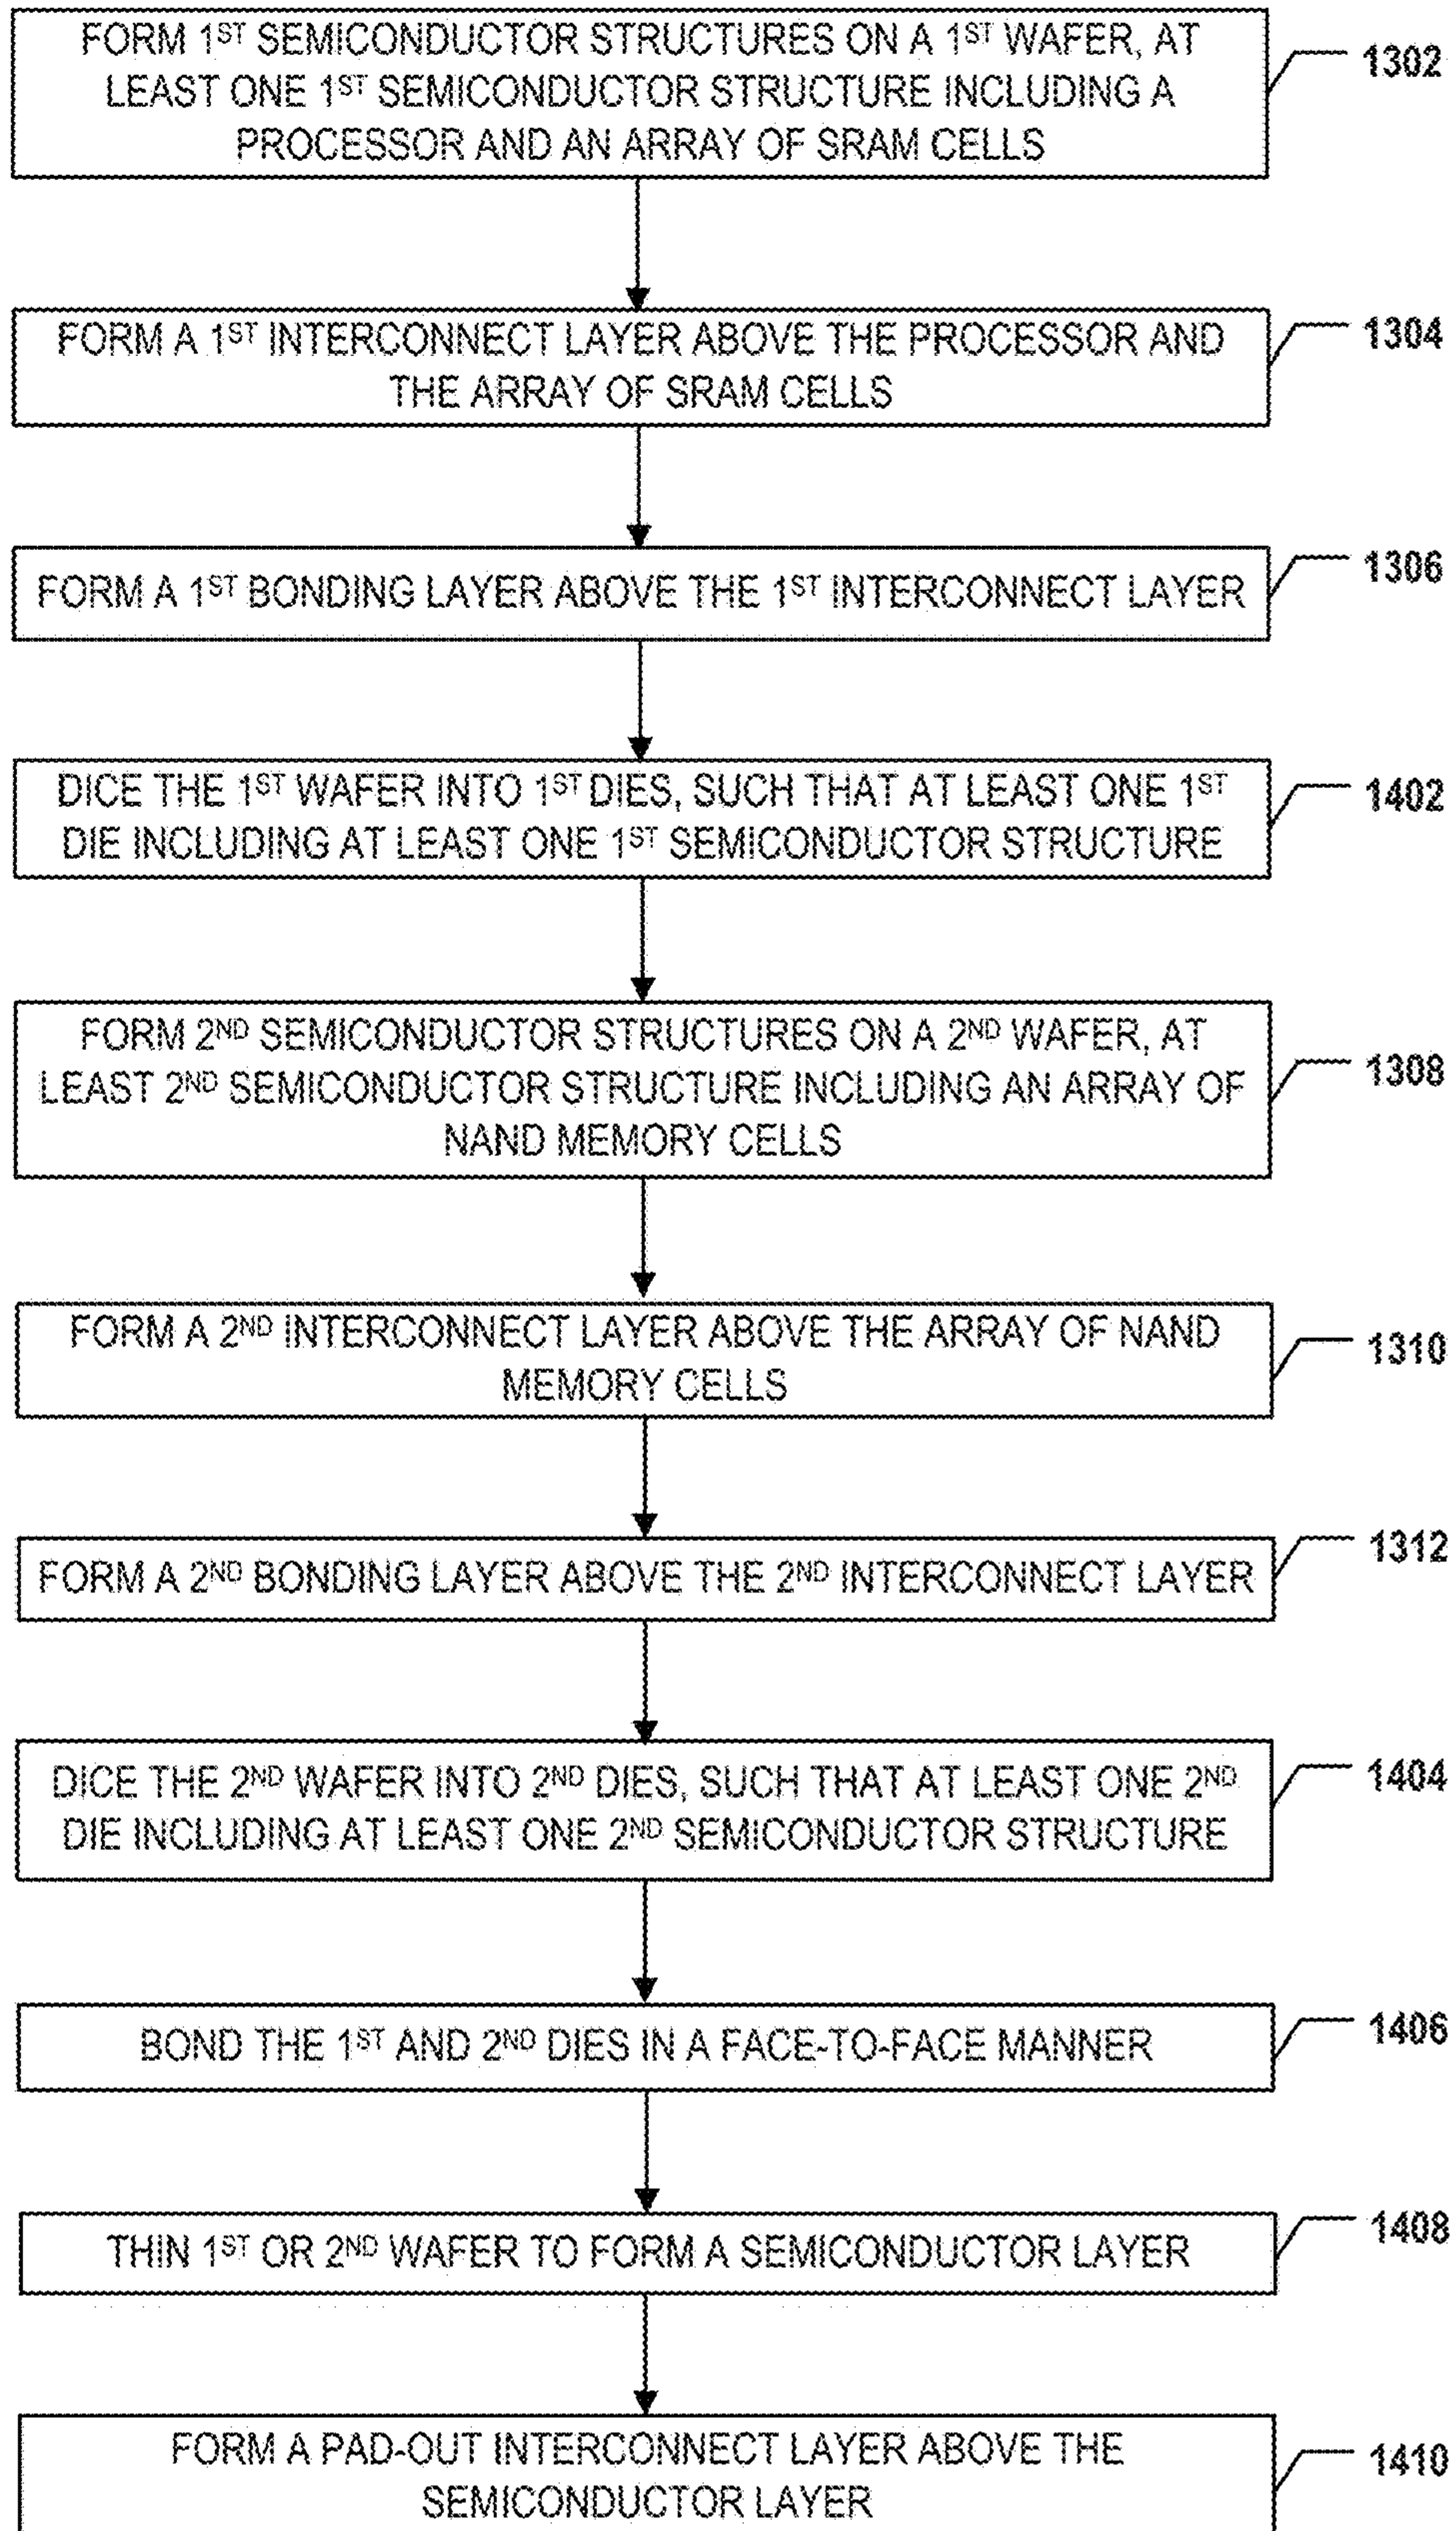 FORM 1ST SEMICONDUCTOR STRUCTURES ON A 1ST WAFER, AT
LEAST ONE 1ST SEMICONDUCTOR STRUCTURE INCLUDING A
PROCESSOR AND AN ARRAY OF SRAM CELLS
1302
FORM A 1ST INTERCONNECT LAYER ABOVE THE PROCESSOR AND
THE ARRAY OF SRAM CELLS
1304
FORM A 1ST BONDING LAYER ABOVE THE 1ST INTERCONNECT LAYER
1306
DICE THE 1ST WAFER INTO 1ST DIES, SUCH THAT AT LEAST ONE 1ST
DIE INCLUDING AT LEAST ONE 1ST SEMICONDUCTOR STRUCTURE
1402
FORM 2ND SEMICONDUCTOR STRUCTURES ON A 2ND WAFER, AT
LEAST 2ND SEMICONDUCTOR STRUCTURE INCLUDING AN ARRAY OF
NAND MEMORY CELLS
1308
FORM A 2ND INTERCONNECT LAYER ABOVE THE ARRAY OF NAND
MEMORY CELLS
1310
FORM A 2ND BONDING LAYER ABOVE THE 2ND INTERCONNECT LAYER
1312
DICE THE 2ND WAFER INTO 2ND DIES, SUCH THAT AT LEAST ONE 2ND
DIE INCLUDING AT LEAST ONE 2ND SEMICONDUCTOR STRUCTURE
1404
BOND THE 1ST AND 2ND DIES IN A FACE-TO-FACE MANNER
1406
THIN 1ST OR 2ND WAFER TO FORM A SEMICONDUCTOR LAYER
1408
FORM A PAD-OUT INTERCONNECT LAYER ABOVE THE
SEMICONDUCTOR LAYER
1410